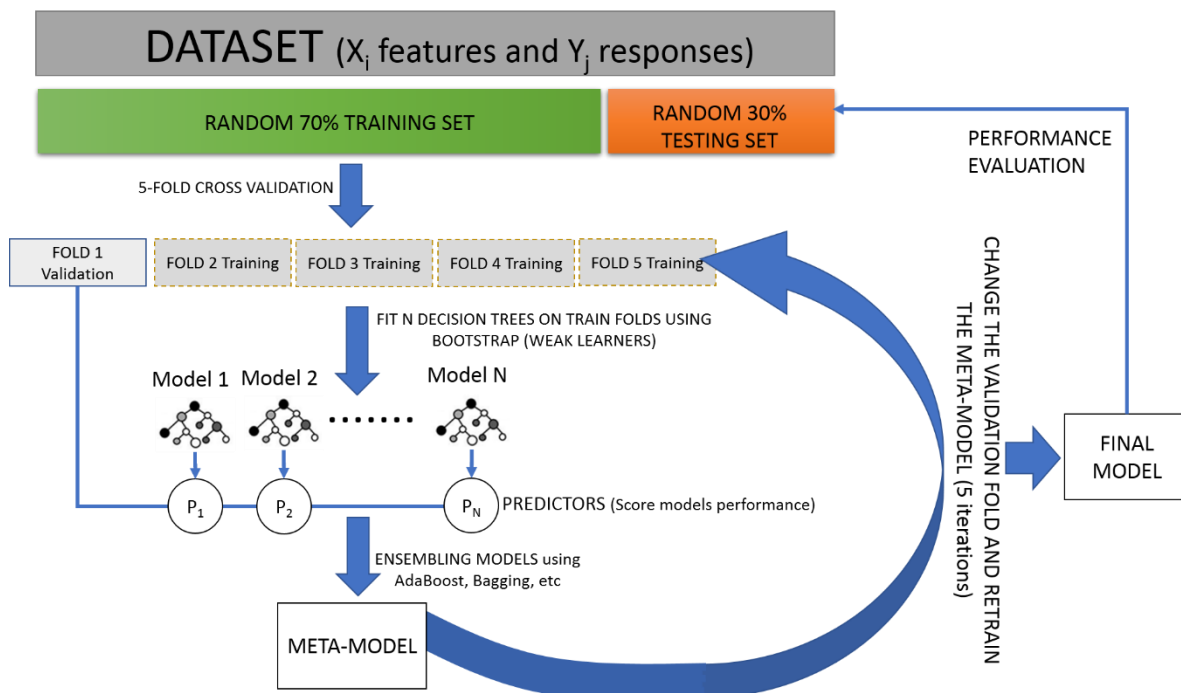 DATASET (Xi features and Yj responses)
RANDOM 70% TRAINING SET
RANDOM 30%
TESTING SET
PERFORMANCE
EVALUATION
5-FOLD CROSS VALIDATION
FOLD 1
Validation
FOLD 2 Training
FOLD 3 Training
FOLD 4 Training
FOLD 5 Training
FIT N DECISION TREES ON TRAIN FOLDS USING
BOOTSTRAP (WEAK LEARNERS)
Model 1
Model 2
Model N
P1
P2
PN
PREDICTORS (Score models performance)
ENSEMBLING MODELS using
AdaBoost, Bagging, etc
META-MODEL
CHANGE THE VALIDATION FOLD AND RETRAIN
THE META-MODEL (5 iterations)
FINAL
MODEL